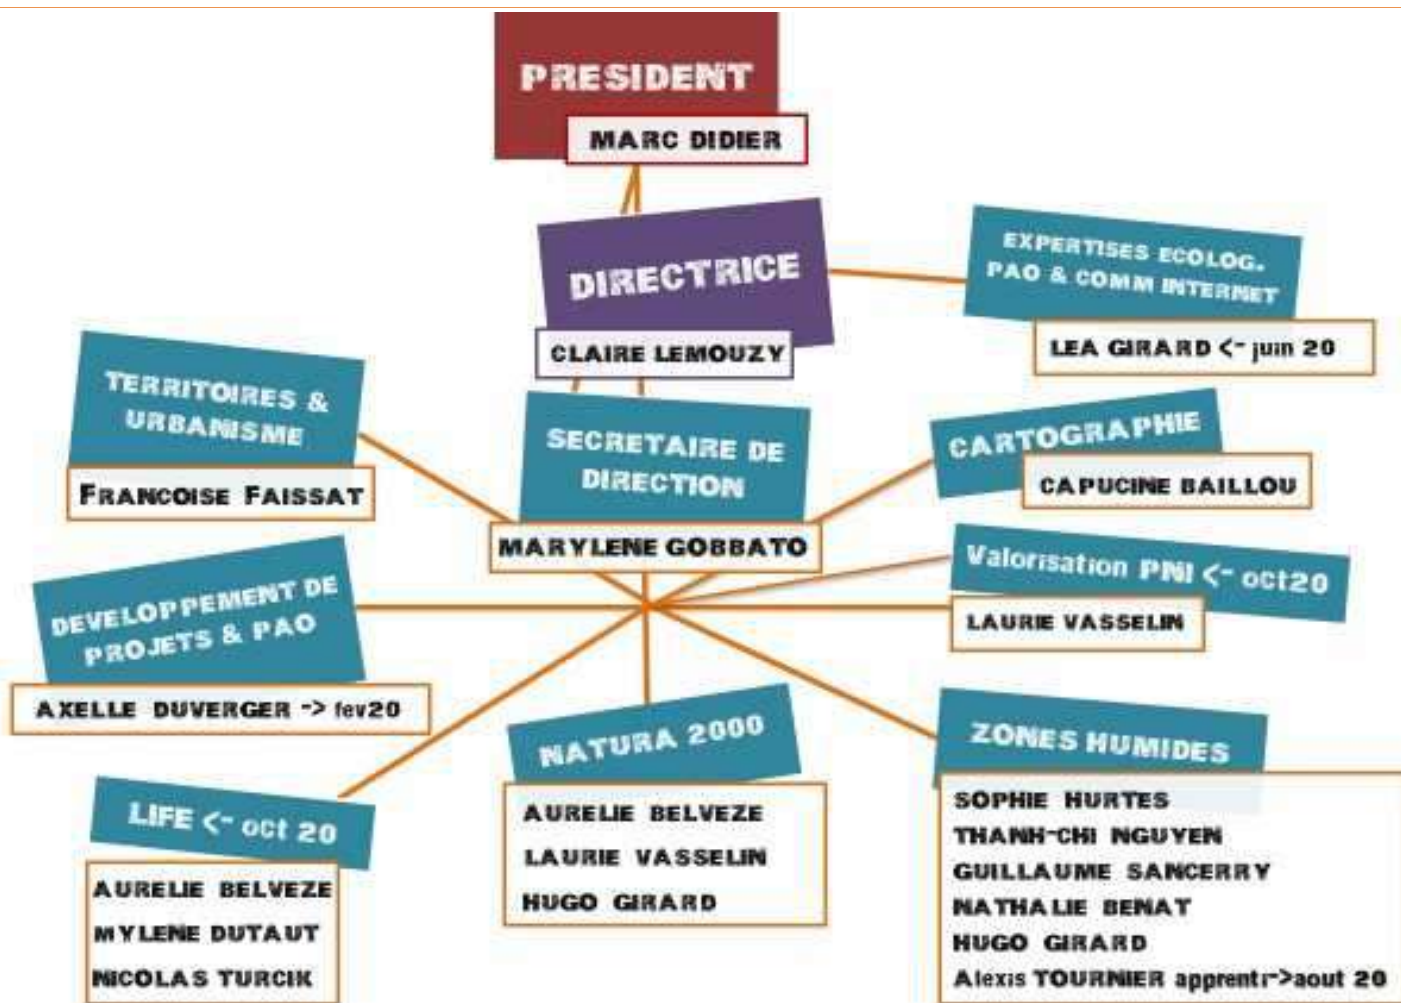 PRESIDENT
MARC DIDIER
DIRECTRICE
CLAIRE LEMOUZY
EXPERTISES ECOLOG.
PAO & COMM INTERNET
LEA GIRARD <- juin 20
TERRITOIRES &
URBANISME
FRANCOISE FAISSAT
SECRETAIRE DE
DIRECTION
MARYLENE GOBBATO
CARTOGRAPHIE
CAPUCINE BAILLOU
Valorisation PNI <- oct20
LAURIE VASSELIN
DEVELOPPEMENT DE
PROJETS & PAO
AXELLE DUVERGER -> fev20
NATURA 2000
AURELIE BELVEZE
LAURIE VASSELIN
HUGO GIRARD
ZONES HUMIDES
SOPHIE HURTES
THANH-CHI NGUYEN
GUILLAUME SANCERRY
NATHALIE BENAT
HUGO GIRARD
Alexis TOURNIER apprenti->aout 20
LIFE <- oct 20
AURELIE BELVEZE
MYLENE DUTAUT
NICOLAS TURCIK